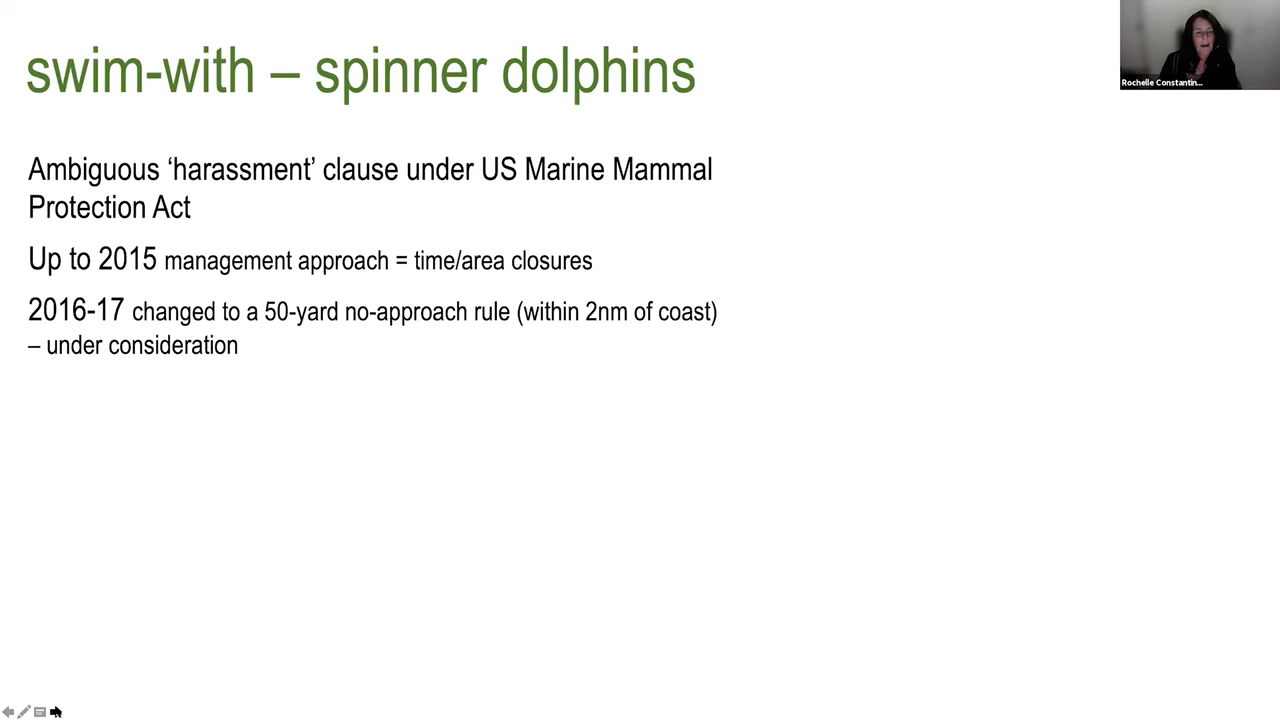 swim-with – spinner dolphins
Rochelle Constantin...
Ambiguous ‘harassment’ clause under US Marine Mammal
Protection Act
Up to 2015 management approach = time/area closures
2016-17 changed to a 50-yard no-approach rule (within 2nm of coast)
– under consideration